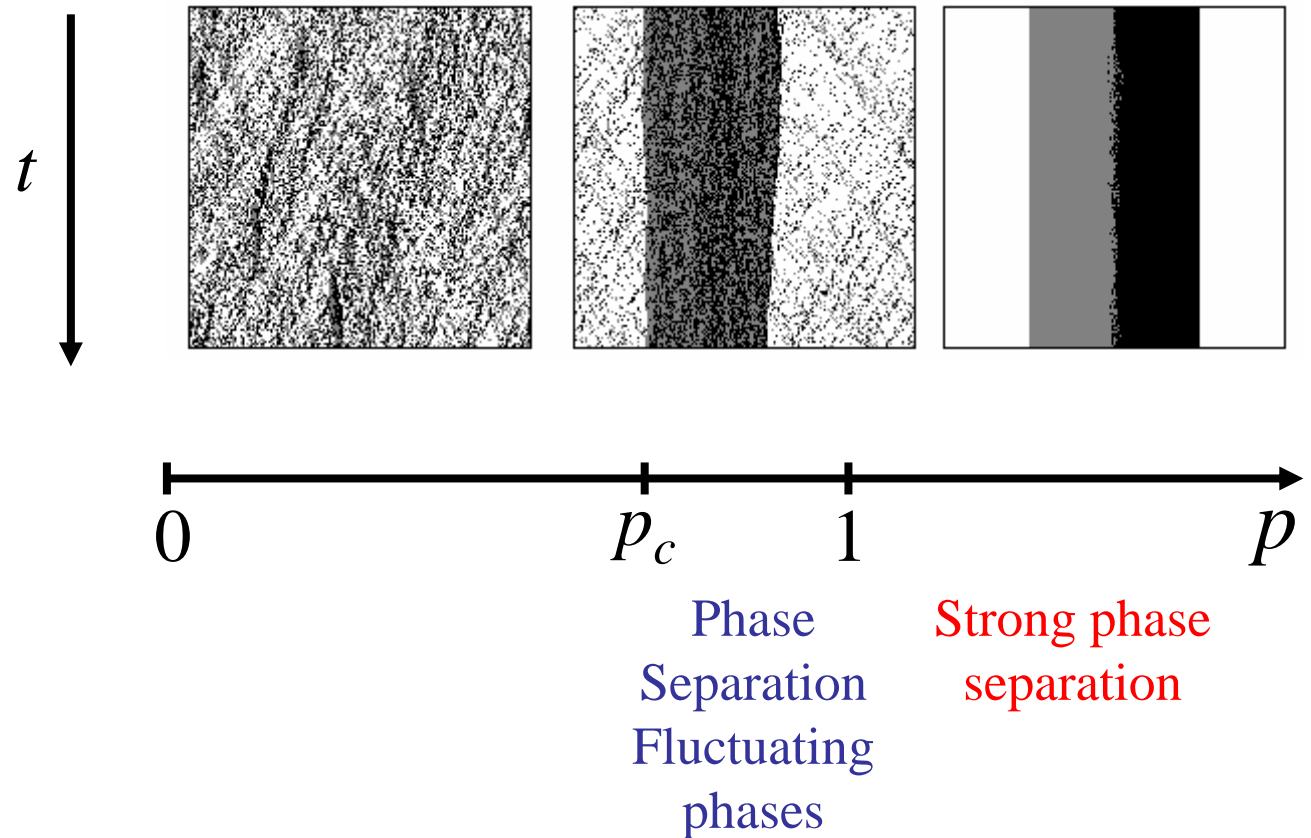 t
0
p_c
1
p
Phase
Separation
Fluctuating
phases
Strong phase
separation